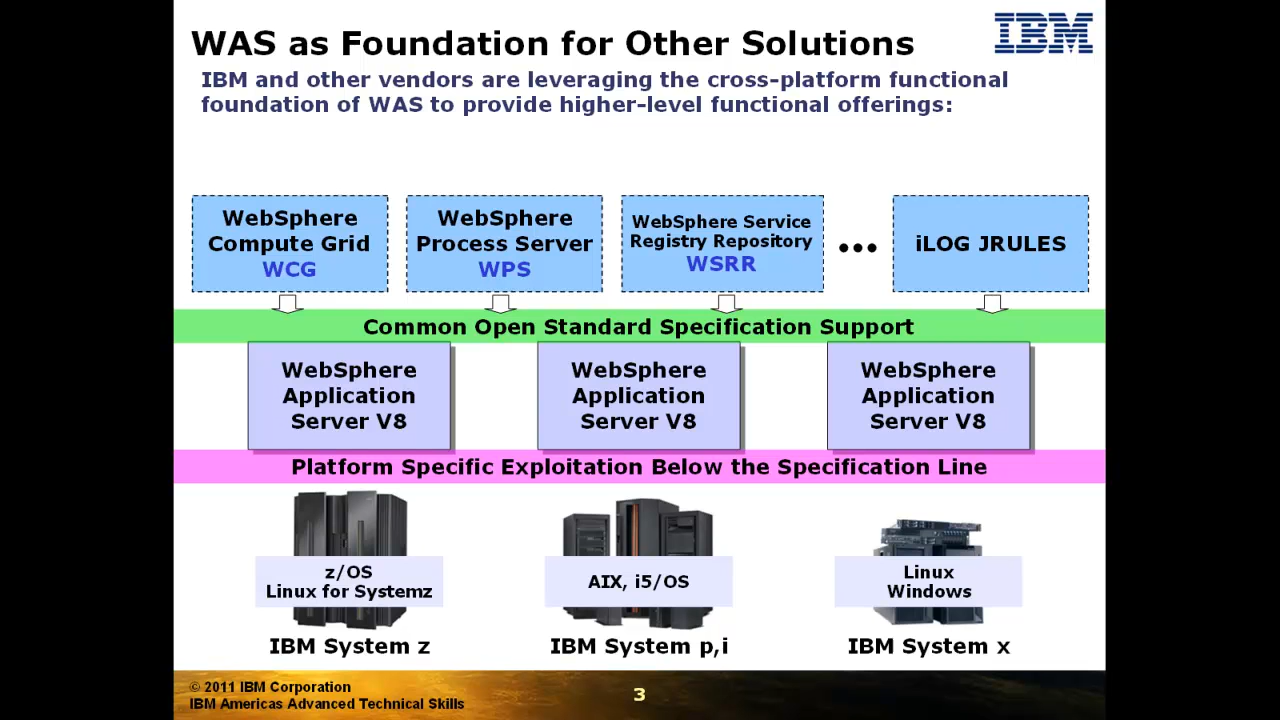 WAS as Foundation for Other Solutions
IBM
IBM and other vendors are leveraging the cross-platform functional
foundation of WAS to provide higher-level functional offerings:
WebSphere
Compute Grid
WCG
WebSphere
Process Server
WPS
WebSphere Service
Registry Repository
WSRR
...
iLOG JRULES
Common Open Standard Specification Support
WebSphere
Application
Server V8
WebSphere
Application
Server V8
WebSphere
Application
Server V8
Platform Specific Exploitation Below the Specification Line
z/OS
Linux for Systemz
AIX, i5/OS
Linux
Windows
IBM System z
IBM System p,i
IBM System x
© 2011 IBM Corporation
IBM Americas Advanced Technical Skills
3